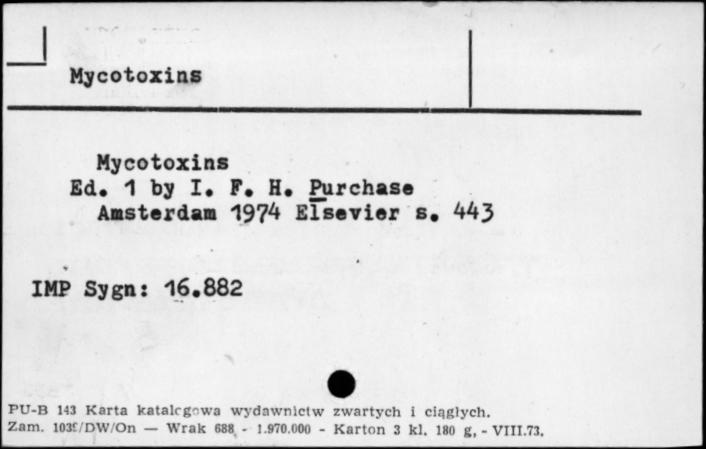 Mycotoxins
Mycotoxins
Ed. 1 by I. F. H. Purchase
Amsterdam 1974 Elsevier s. 443
IMP Sygn: 16.882
PU-B 143 Karta katalogowa wydawnictw zwartych i ciągłych.
Zam. /DW/On — Wrak 688, - 1.970.000 - Karton 3 kl. 180 g. - VIII.73.